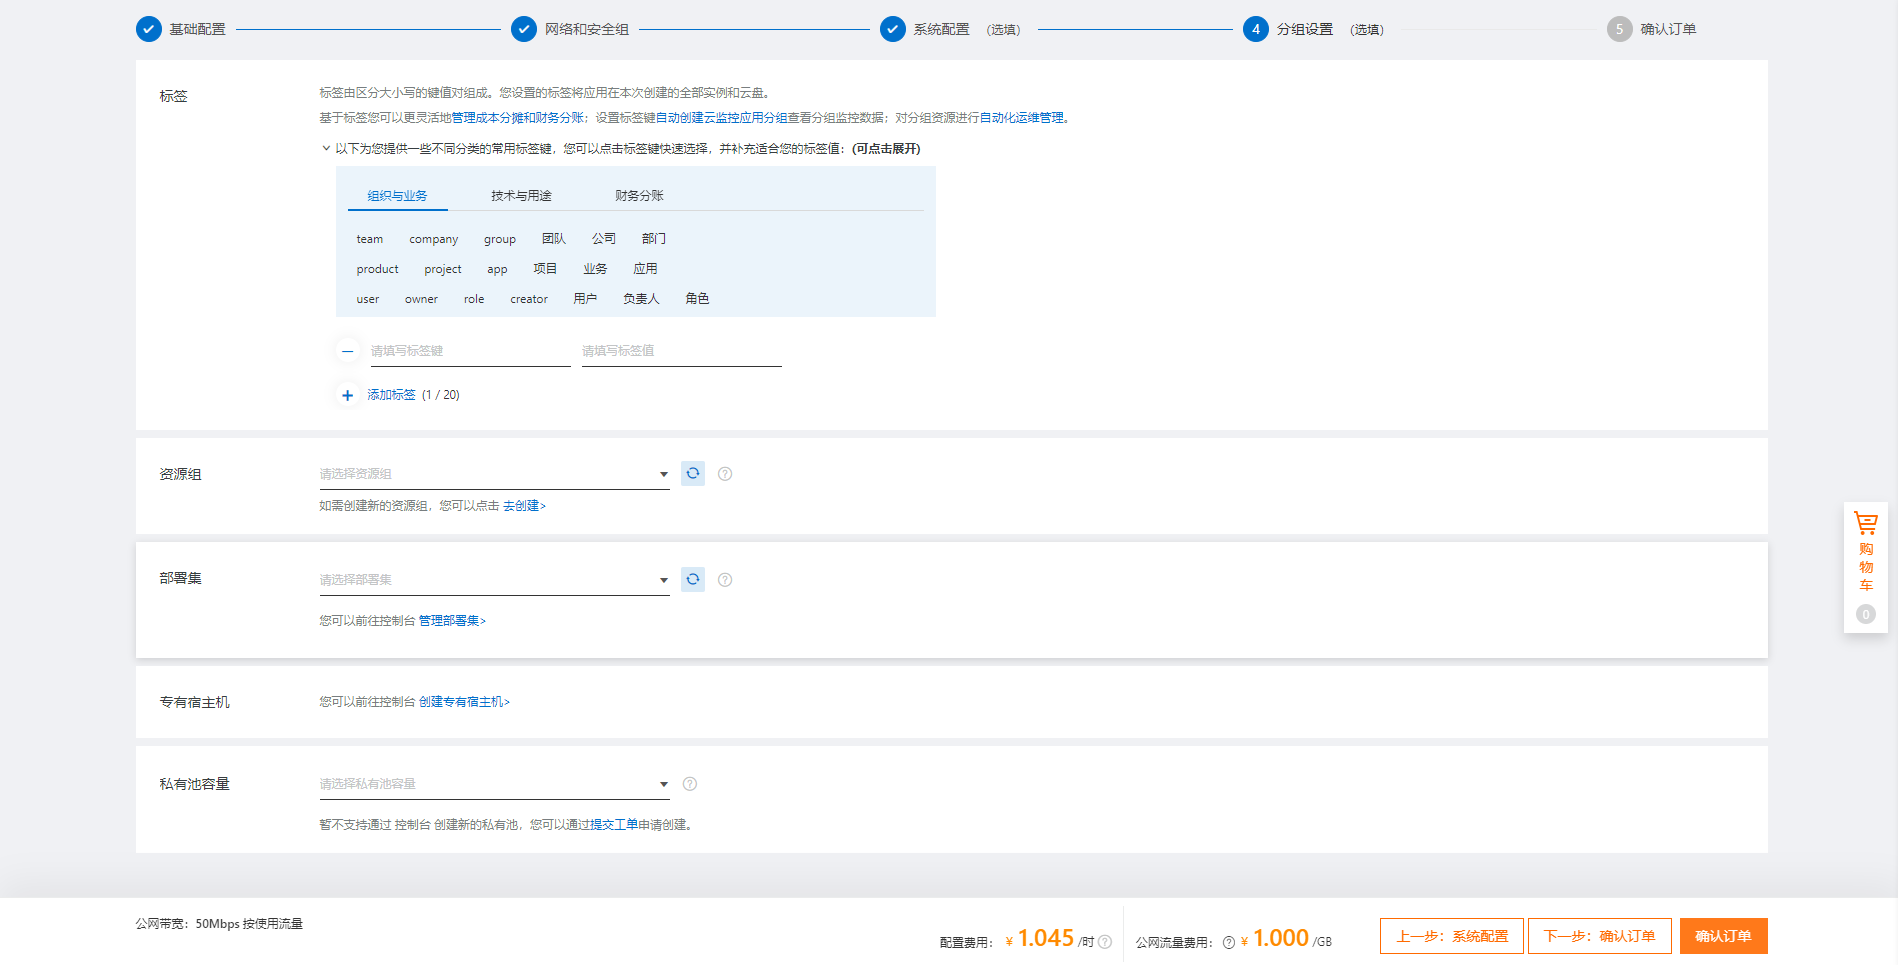 基础配置
网络和安全组
系统配置 (选填)
4 分组设置 (选填)
5 确认订单
标签
标签由区分大小写的键值对组成。您设置的标签将应用在本次创建的全部实例和云盘。
基于标签您可以更灵活地管理成本分摊和财务分账；设置标签键自动创建云监控应用分组查看分组监控数据；对分组资源进行自动化运维管理。
以下为您提供一些不同分类的常用标签键，您可以点击标签键快速选择，并补充适合您的标签值：(可点击展开)
组织与业务 技术与用途 财务分账
team company group 团队 公司 部门
product project app 项目 业务 应用
user owner role creator 用户 负责人 角色
请填写标签键 请填写标签值
添加标签 (1 / 20)
资源组
请选择资源组
如需创建新的资源组，您可以点击 去创建>
部署集
请选择部署集
您可以前往控制台 管理部署集>
专有宿主机
您可以前往控制台 创建专有宿主机>
私有池容量
请选择私有池容量
暂不支持通过 控制台 创建新的私有池，您可以通过提交工单申请创建。
购物车
0
公网带宽：50Mbps 按使用流量
配置费用： ¥ 1.045 /时
公网流量费用： ¥ 1.000 /GB
上一步：系统配置
下一步：确认订单
确认订单